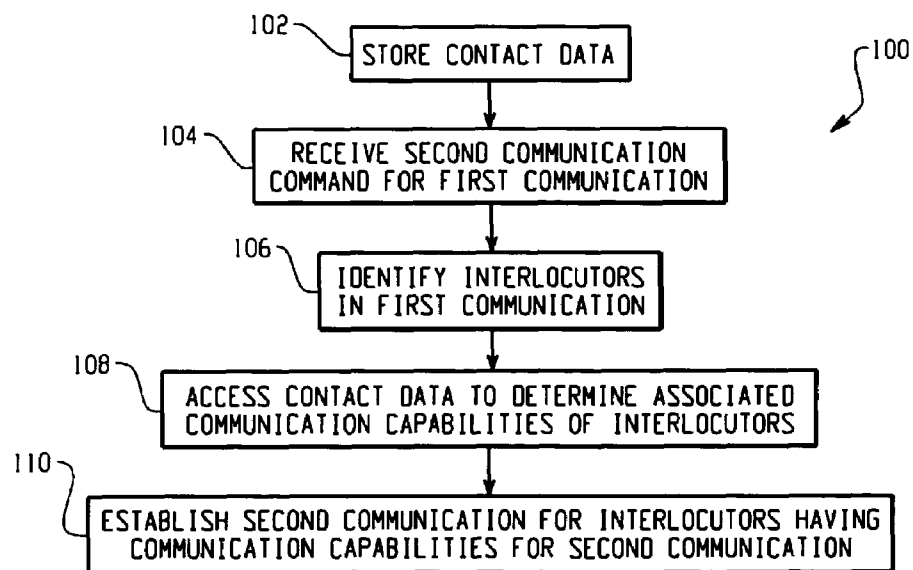 102
STORE CONTACT DATA
100
104
RECEIVE SECOND COMMUNICATION
COMMAND FOR FIRST COMMUNICATION
106
IDENTIFY INTERLOCUTORS
IN FIRST COMMUNICATION
108
ACCESS CONTACT DATA TO DETERMINE ASSOCIATED
COMMUNICATION CAPABILITIES OF INTERLOCUTORS
110
ESTABLISH SECOND COMMUNICATION FOR INTERLOCUTORS HAVING
COMMUNICATION CAPABILITIES FOR SECOND COMMUNICATION